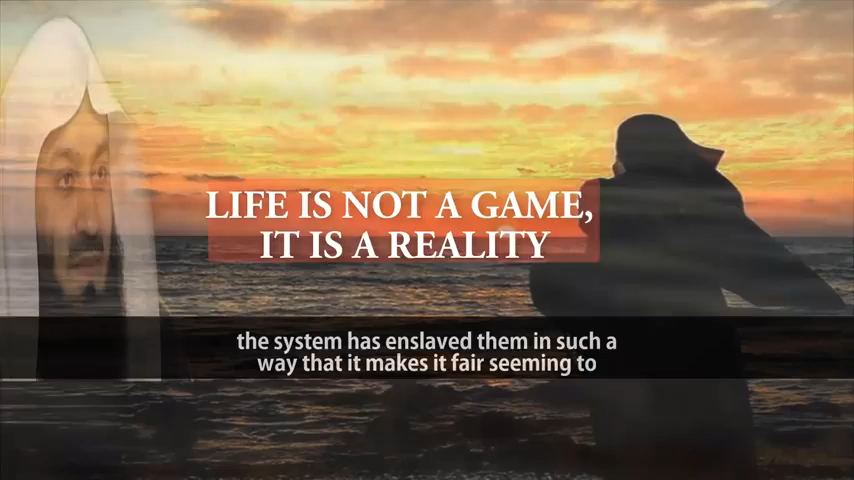 LIFE IS NOT A GAME,
IT IS A REALITY
the system has enslaved them in such a
way that it makes it fair seeming to